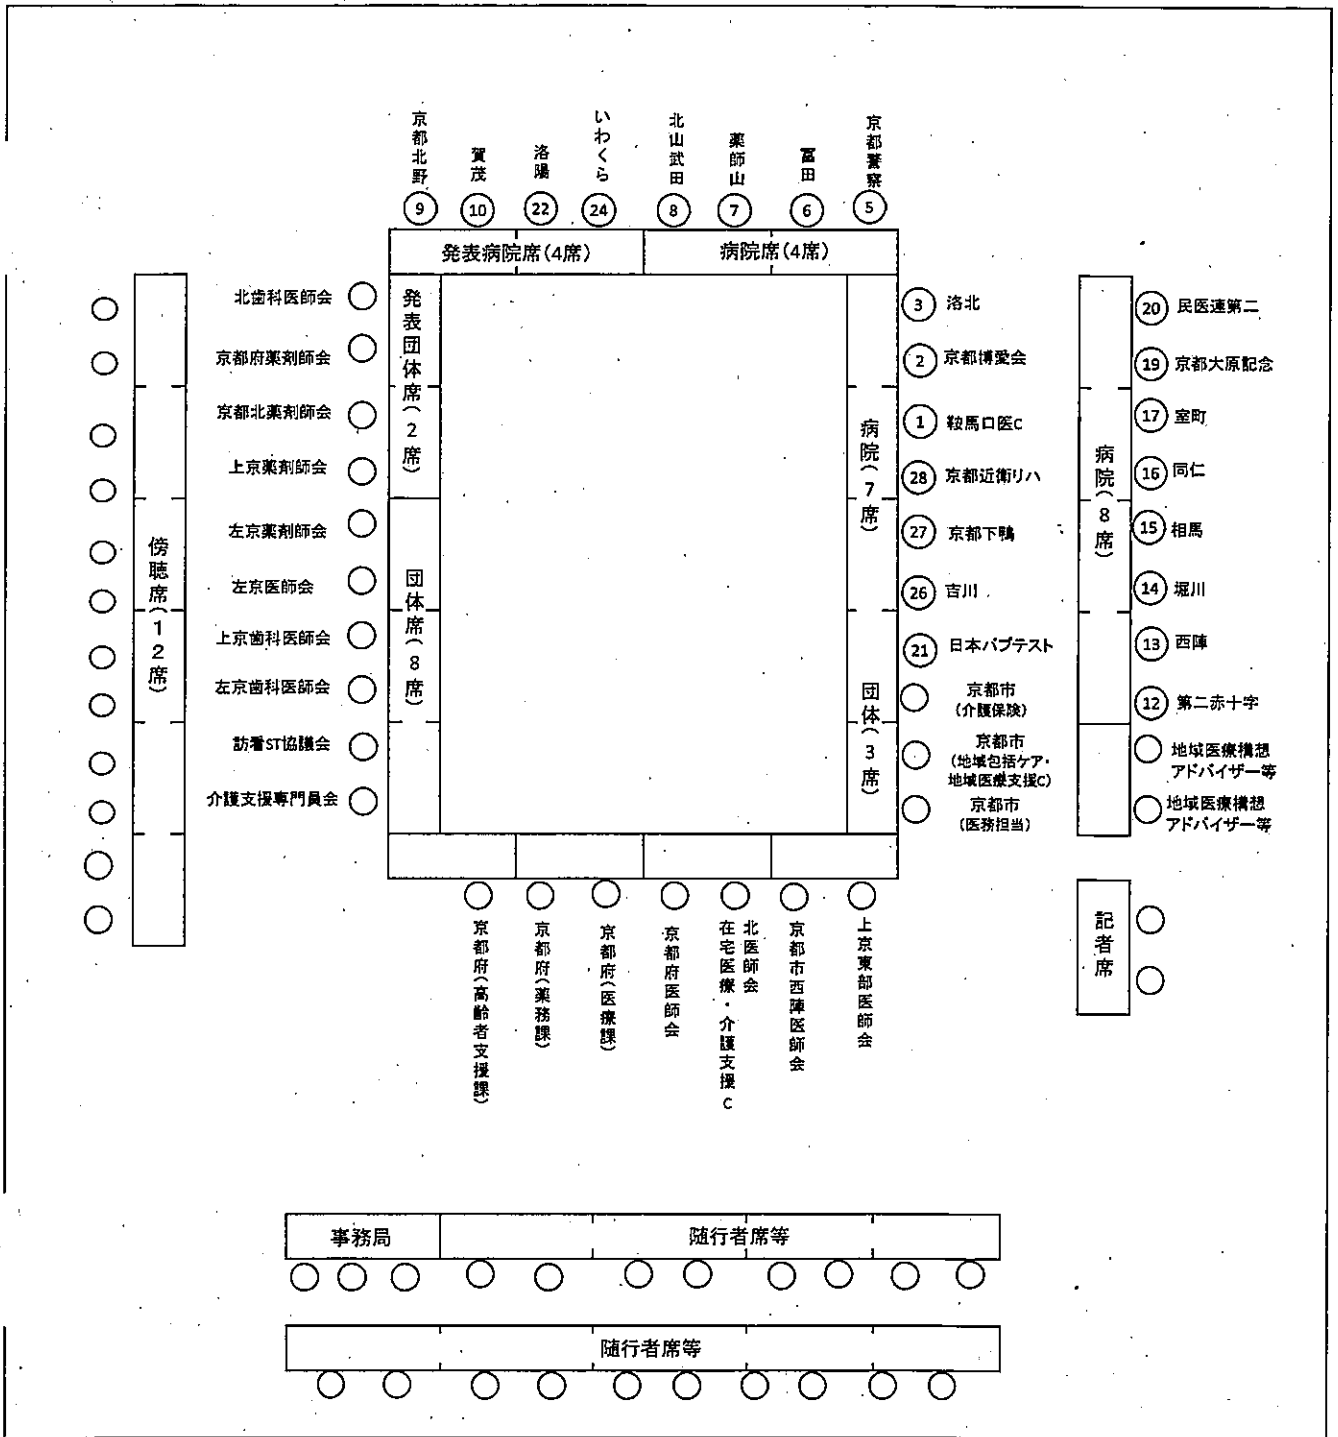 京都北野
賀茂
洛陽
いわくら
北山武田
薬師山
冨田
京都警察
9
10
22
24
8
7
6
5
発表病院席(4席)
病院席(4席)
北歯科医師会
京都府薬剤師会
京都北薬剤師会
上京薬剤師会
左京薬剤師会
左京医師会
上京歯科医師会
左京歯科医師会
訪看ST協議会
介護支援専門員会
傍聴席(12席)
発表団体席(2席)
団体席(8席)
病院(7席)
団体(3席)
3 洛北
2 京都博愛会
1 鞍馬口医C
28 京都近衛リハ
27 京都下鴨
26 吉川
21 日本バプテスト
京都市
(介護保険)
京都市
(地域包括ケア・
地域医療支援C)
京都市
(医務担当)
病院(8席)
20 民医連第二
19 京都大原記念
17 室町
16 同仁
15 相馬
14 堀川
13 西陣
12 第二赤十字
地域医療構想
アドバイザー等
地域医療構想
アドバイザー等
記者席
京都府(高齢者支援課)
京都府(薬務課)
京都府(医療課)
京都府医師会
北医師会
在宅医療・介護支援C
京都市西陣医師会
上京東部医師会
事務局
随行者席等
随行者席等